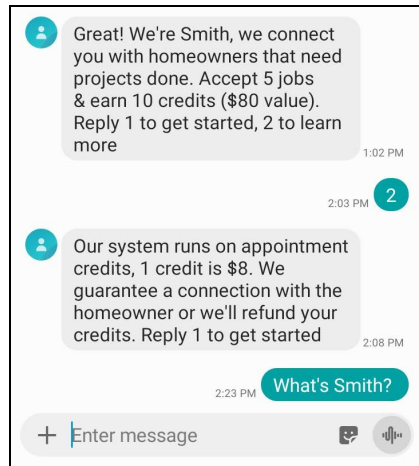 Great! We're Smith, we connect
you with homeowners that need
projects done. Accept 5 jobs
& earn 10 credits ($80 value).
Reply 1 to get started, 2 to learn
more
1:02 PM
2:03 PM 2
Our system runs on appointment
credits, 1 credit is $8. We
guarantee a connection with the
homeowner or we'll refund your
credits. Reply 1 to get started
2:08 PM
2:23 PM What's Smith?
Enter message